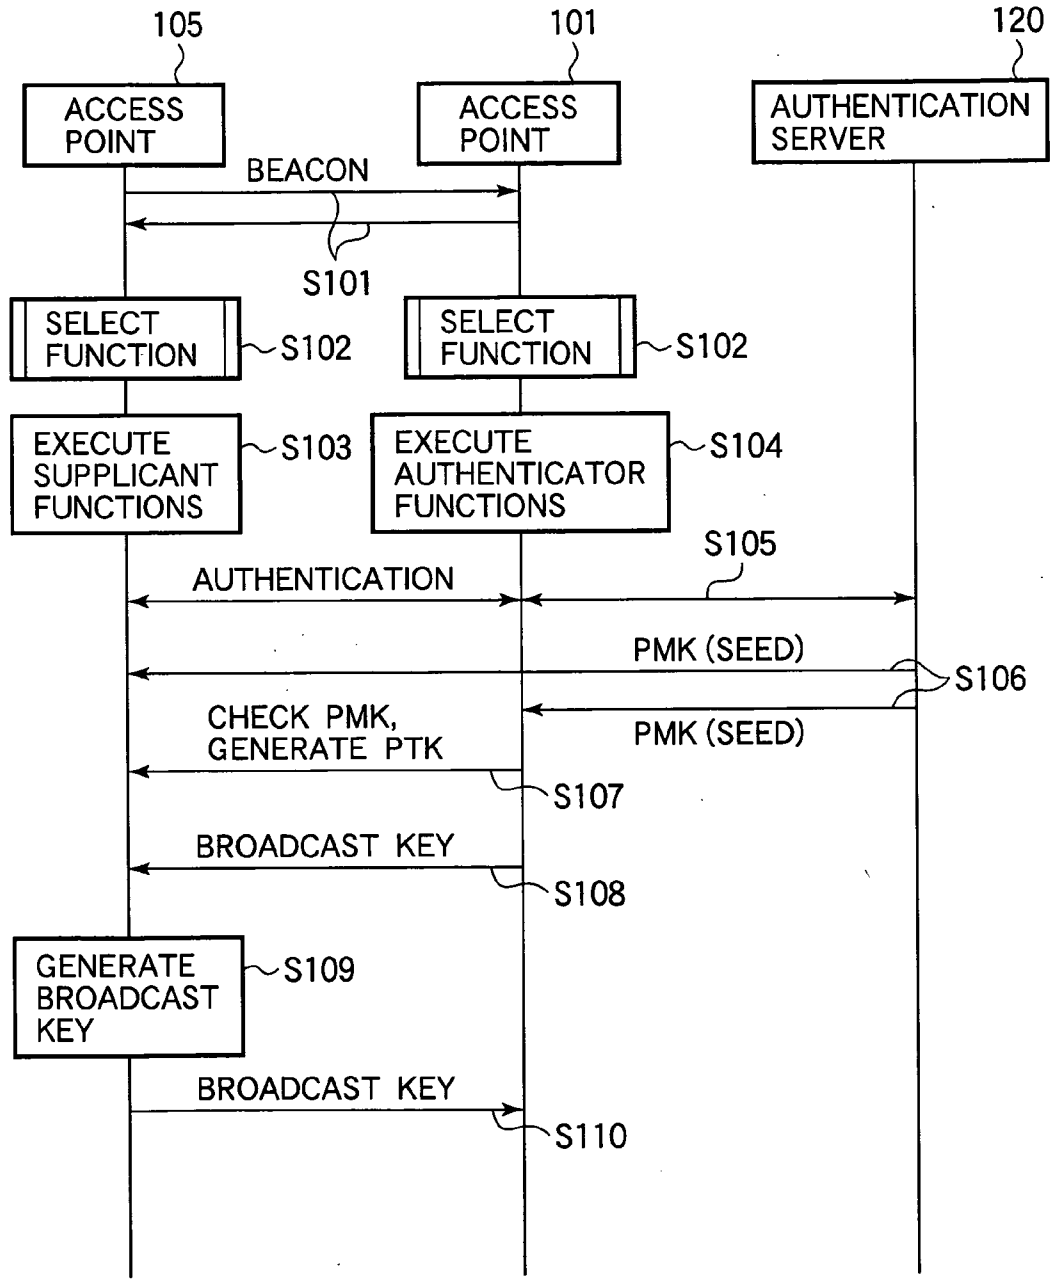 105
101
120
ACCESS
POINT
ACCESS
POINT
AUTHENTICATION
SERVER
BEACON
S101
SELECT
FUNCTION
S102
SELECT
FUNCTION
S102
EXECUTE
SUPPLICANT
FUNCTIONS
S103
EXECUTE
AUTHENTICATOR
FUNCTIONS
S104
S105
AUTHENTICATION
PMK (SEED)
S106
PMK (SEED)
CHECK PMK,
GENERATE PTK
S107
BROADCAST KEY
S108
GENERATE
BROADCAST
KEY
S109
BROADCAST KEY
S110